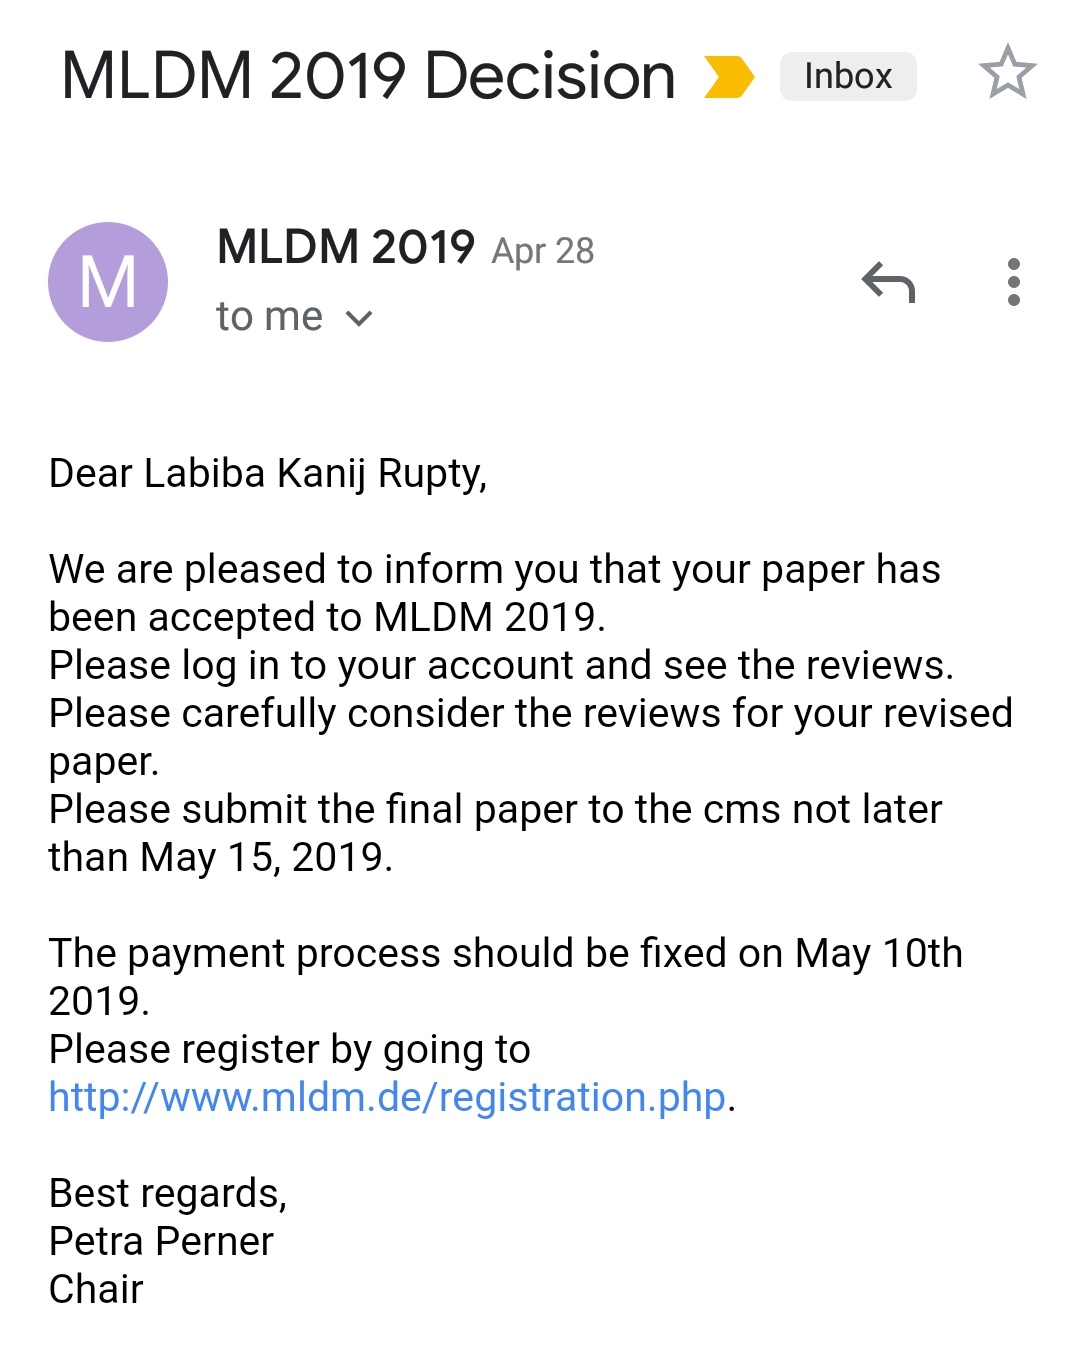 MLDM 2019 Decision Inbox
M
MLDM 2019 Apr 28
to me
Dear Labiba Kanij Rupty,
We are pleased to inform you that your paper has
been accepted to MLDM 2019.
Please log in to your account and see the reviews.
Please carefully consider the reviews for your revised
paper.
Please submit the final paper to the cms not later
than May 15, 2019.
The payment process should be fixed on May 10th
2019.
Please register by going to
http://www.mldm.de/registration.php.
Best regards,
Petra Perner
Chair